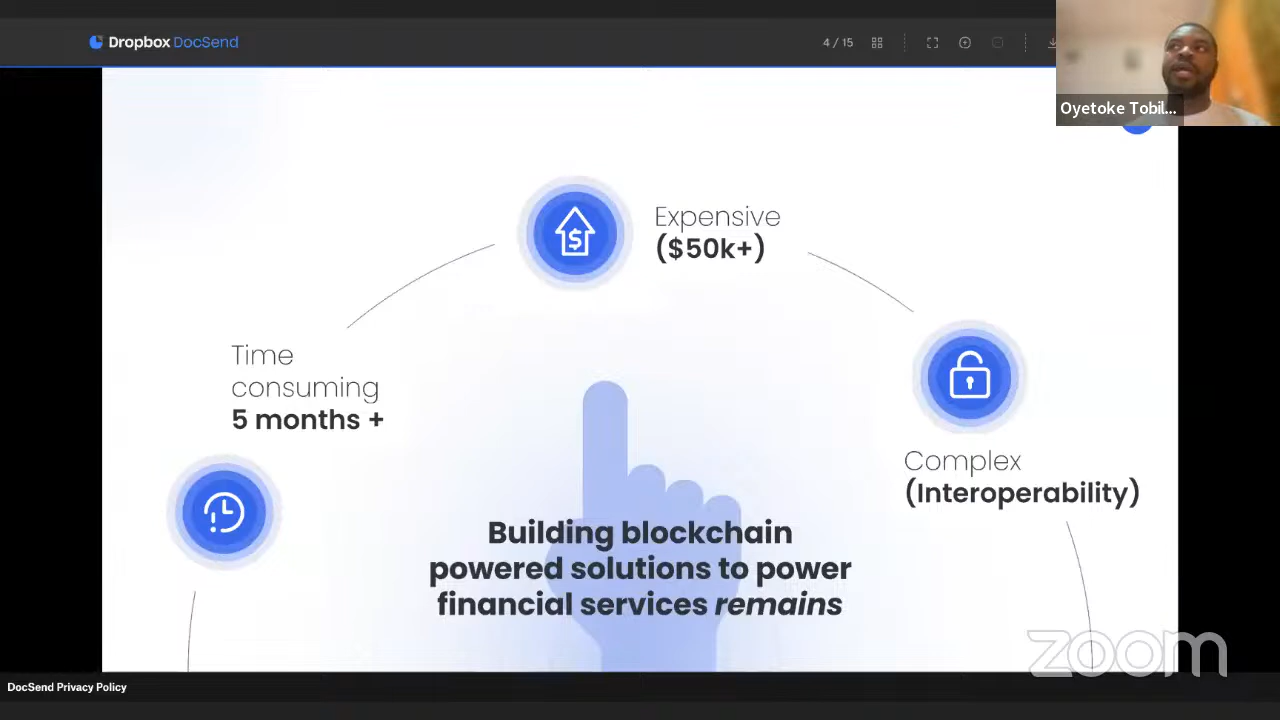 Dropbox DocSend
4 / 15
Oyetoke Tobil...
Expensive
($50k+)
Time
consuming
5 months +
Complex
(Interoperability)
$
Building blockchain
powered solutions to power
financial services remains
zoom
DocSend Privacy Policy